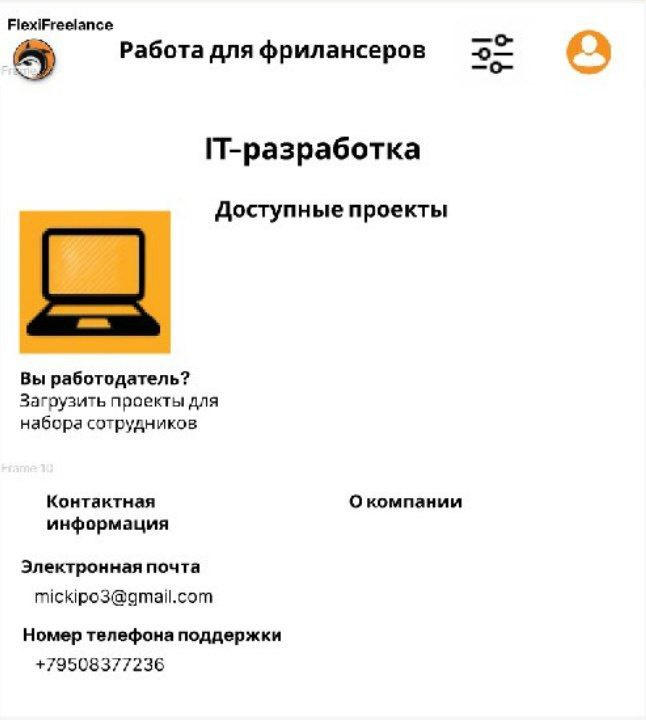 FlexiFreelance
Работа для фрилансеров
IT-разработка
Доступные проекты
Вы работодатель?
Загрузить проекты для
набора сотрудников
Frame 10
Контактная
информация
О компании
Электронная почта
mickipo3@gmail.com
Номер телефона поддержки
+79508377236